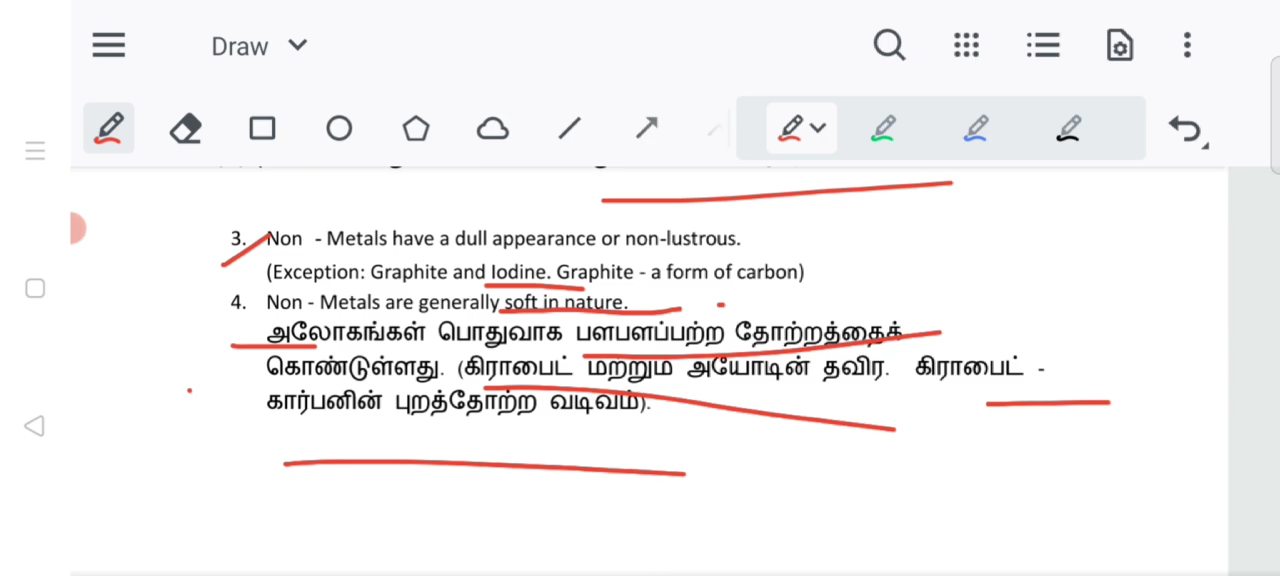 Draw
3. Non - Metals have a dull appearance or non-lustrous.
(Exception: Graphite and Iodine. Graphite - a form of carbon)
4. Non - Metals are generally soft in nature.
அலோகங்கள் பொதுவாக பளபளப்பற்ற தோற்றத்தைக்
கொண்டுள்ளது. (கிராபைட் மற்றும் அயோடின் தவிர. கிராபைட் -
கார்பனின் புறத்தோற்ற வடிவம்).